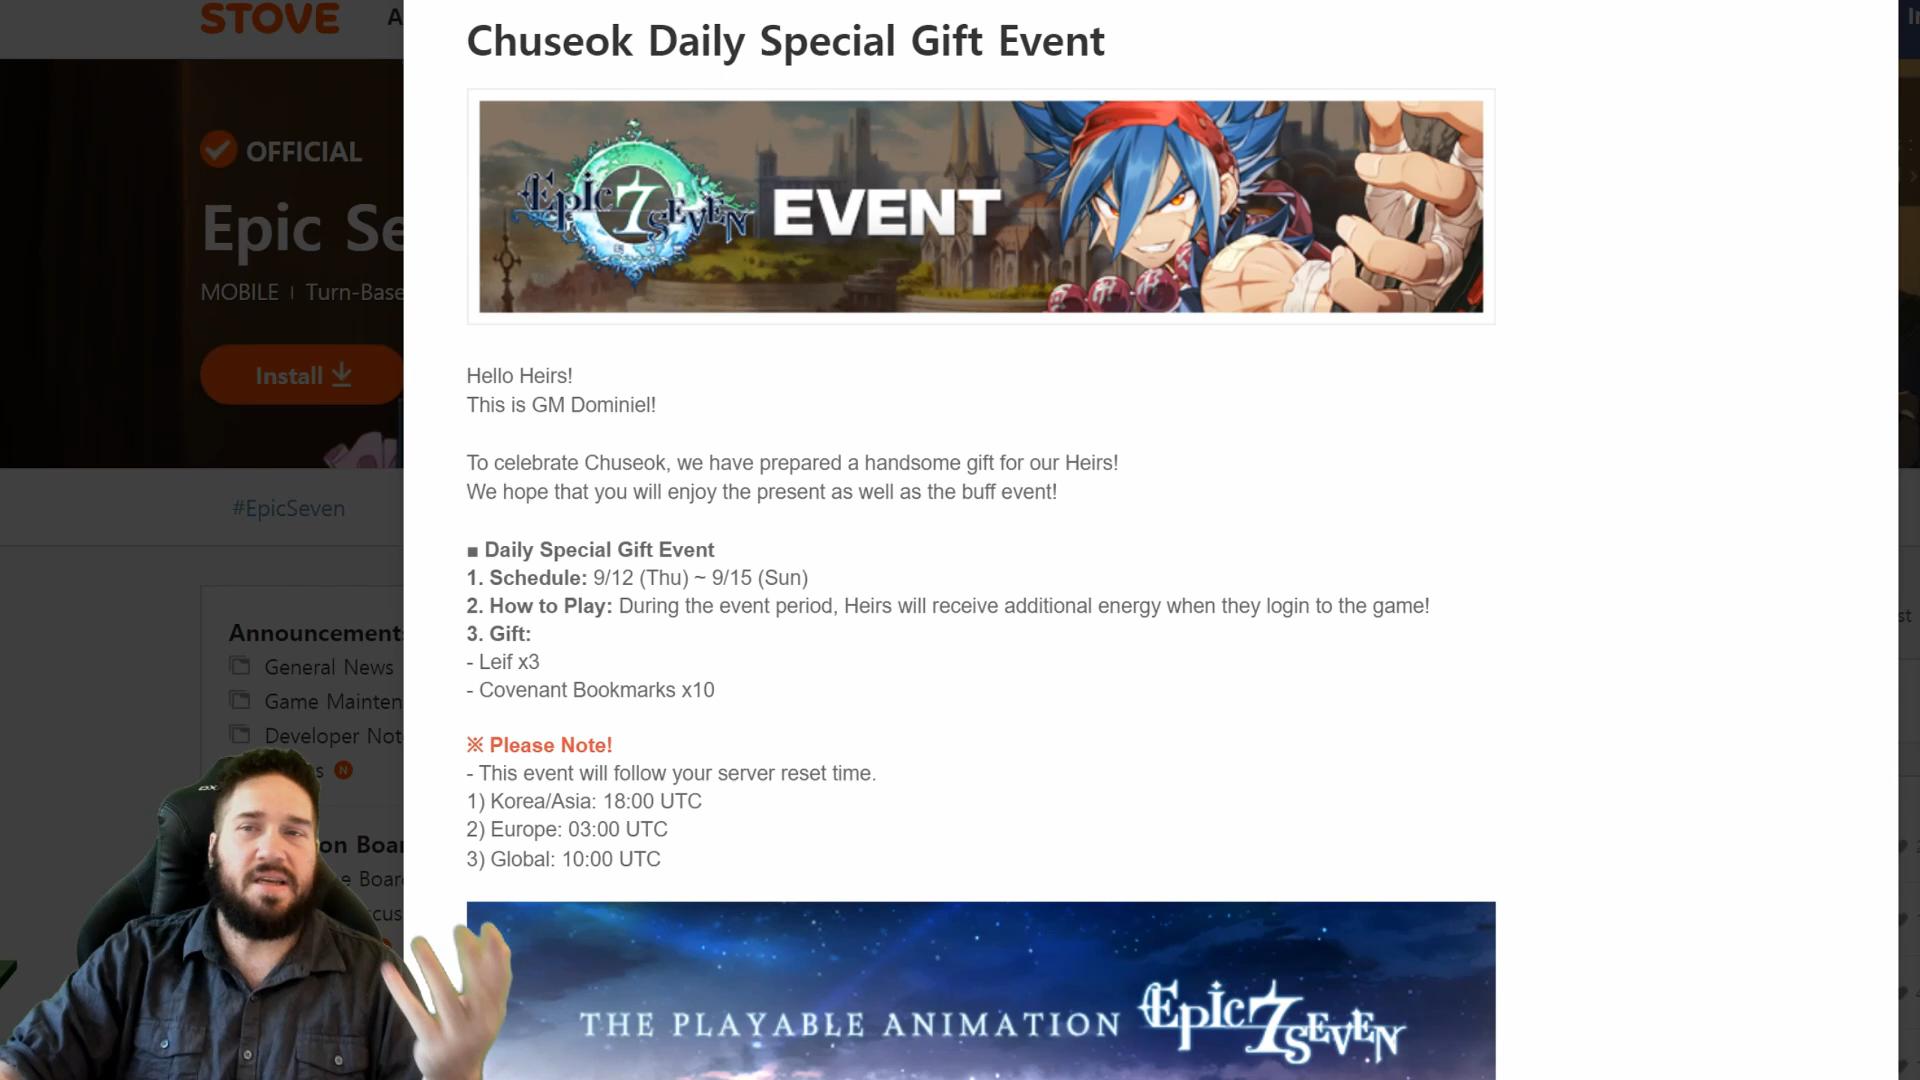 STOVE
A
Chuseok Daily Special Gift Event
OFFICIAL
Epic Se
MOBILE | Turn-Base
Install
Epic 7 Seven
EVENT
Hello Heirs!
This is GM Dominiel!
To celebrate Chuseok, we have prepared a handsome gift for our Heirs!
We hope that you will enjoy the present as well as the buff event!
#EpicSeven
■ Daily Special Gift Event
1. Schedule: 9/12 (Thu) ~ 9/15 (Sun)
2. How to Play: During the event period, Heirs will receive additional energy when they login to the game!
3. Gift:
- Leif x3
- Covenant Bookmarks x10
Announcement
General News
Game Mainten
Developer Not
s N
on Boar
e Boar
cus
※ Please Note!
- This event will follow your server reset time.
1) Korea/Asia: 18:00 UTC
2) Europe: 03:00 UTC
3) Global: 10:00 UTC
THE PLAYABLE ANIMATION Epic 7 Seven
st